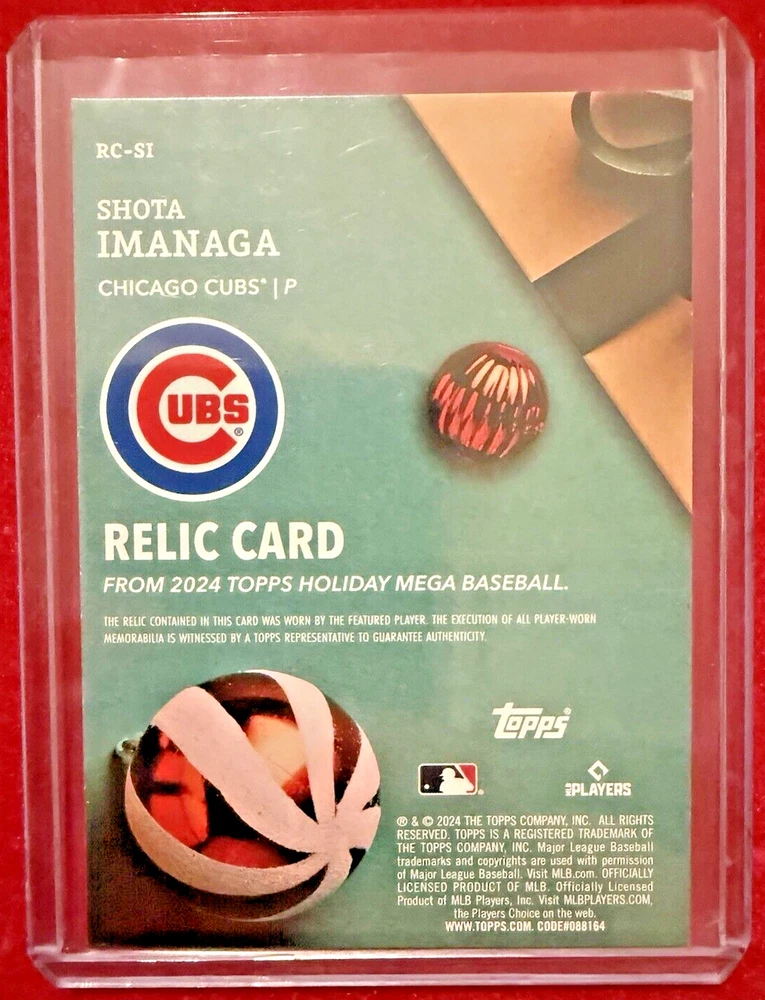 RC-SI
SHOTA
IMANAGA
CHICAGO CUBS® | P
CUBS®
RELIC CARD
FROM 2024 TOPPS HOLIDAY MEGA BASEBALL.
THE RELIC CONTAINED IN THIS CARD WAS WORN BY THE FEATURED PLAYER. THE EXECUTION OF ALL PLAYER-WORN
MEMORABILIA IS WITNESSED BY A TOPPS REPRESENTATIVE TO GUARANTEE AUTHENTICITY.
topps®
MLB PLAYERS
® & © 2024 THE TOPPS COMPANY, INC. ALL RIGHTS
RESERVED. TOPPS IS A REGISTERED TRADEMARK OF
THE TOPPS COMPANY, INC. Major League Baseball
trademarks and copyrights are used with permission
of Major League Baseball. Visit MLB.com. OFFICIALLY
LICENSED PRODUCT OF MLB. Officially Licensed
Product of MLB Players, Inc. Visit MLBPLAYERS.COM,
the Players Choice on the web.
WWW.TOPPS.COM. CODE#088164